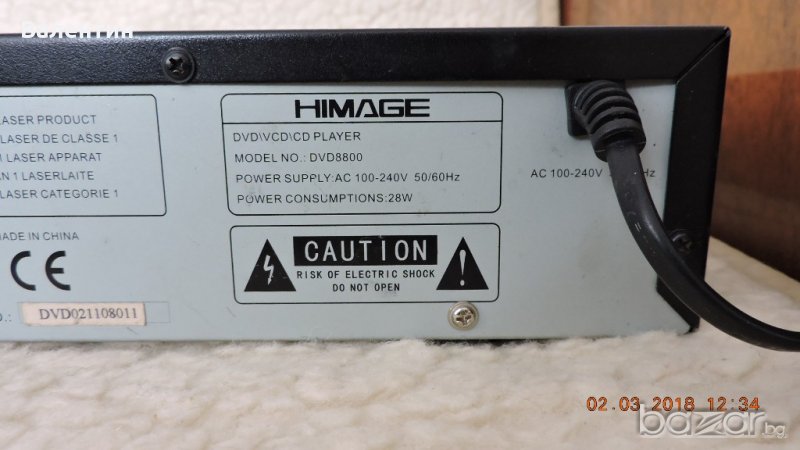 Валентин
LASER PRODUCT
LASER DE CLASSE 1
LASER APPARAT
1 LASERLAITE
LASER CATEGORIE 1
MADE IN CHINA
CE
DVD021108011
HIMAGE
DVD\VCD\CD PLAYER
MODEL NO.: DVD8800
POWER SUPPLY:AC 100-240V 50/60Hz
POWER CONSUMPTIONS:28W
CAUTION
RISK OF ELECTRIC SHOCK
DO NOT OPEN
AC 100-240V
02.03.2018 12:34
bazar.bg